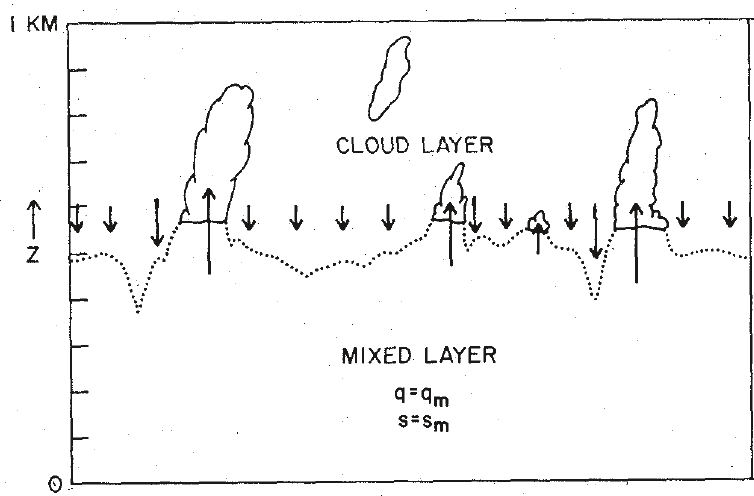 1 KM
CLOUD LAYER
Z
MIXED LAYER
q=qm
s=sm
0